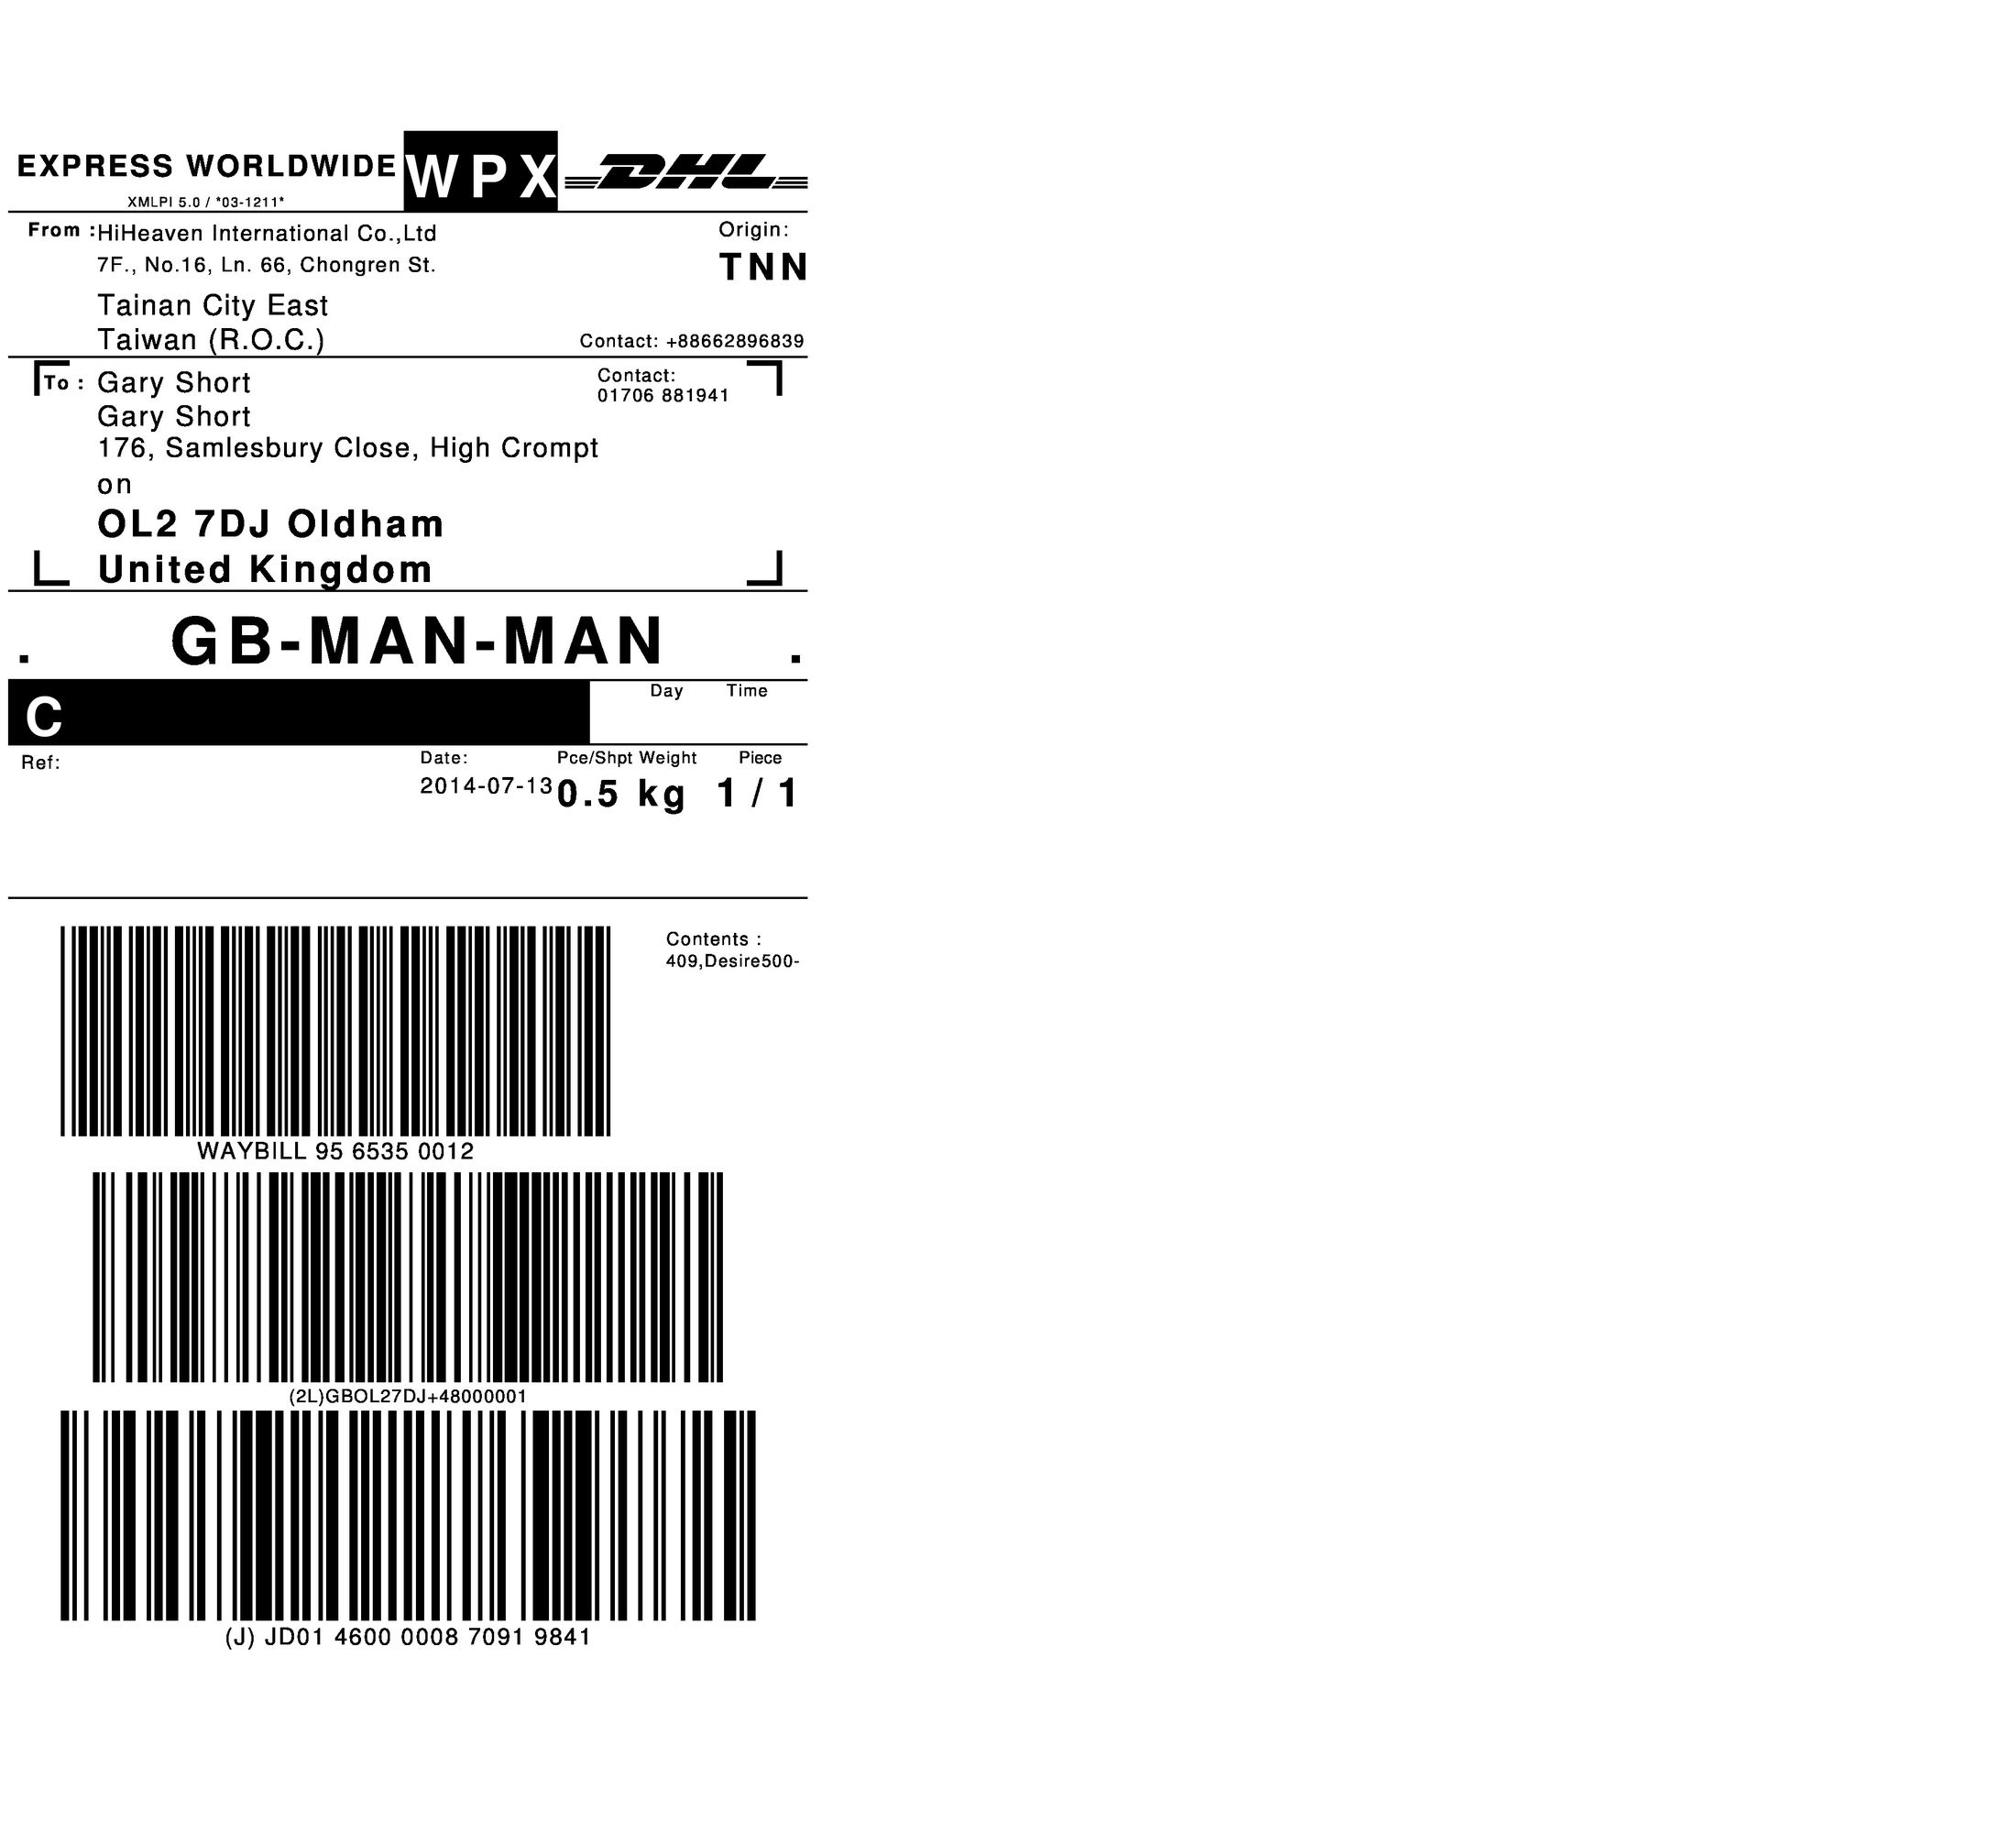 EXPRESS WORLDWIDE WPX DHL
XMLPI 5.0 / *03-1211*
From : HiHeaven International Co.,Ltd
Origin:
7F., No.16, Ln. 66, Chongren St.
TNN
Tainan City East
Taiwan (R.O.C.)
Contact: +88662896839
To : Gary Short
Contact:
01706 881941
Gary Short
176, Samlesbury Close, High Crompt
on
OL2 7DJ Oldham
United Kingdom
. GB-MAN-MAN .
C
Day Time
Ref:
Date: Pce/Shpt Weight Piece
2014-07-13 0.5 kg 1 / 1
Contents :
409,Desire500-
WAYBILL 95 6535 0012
(2L)GBOL27DJ+48000001
(J) JD01 4600 0008 7091 9841